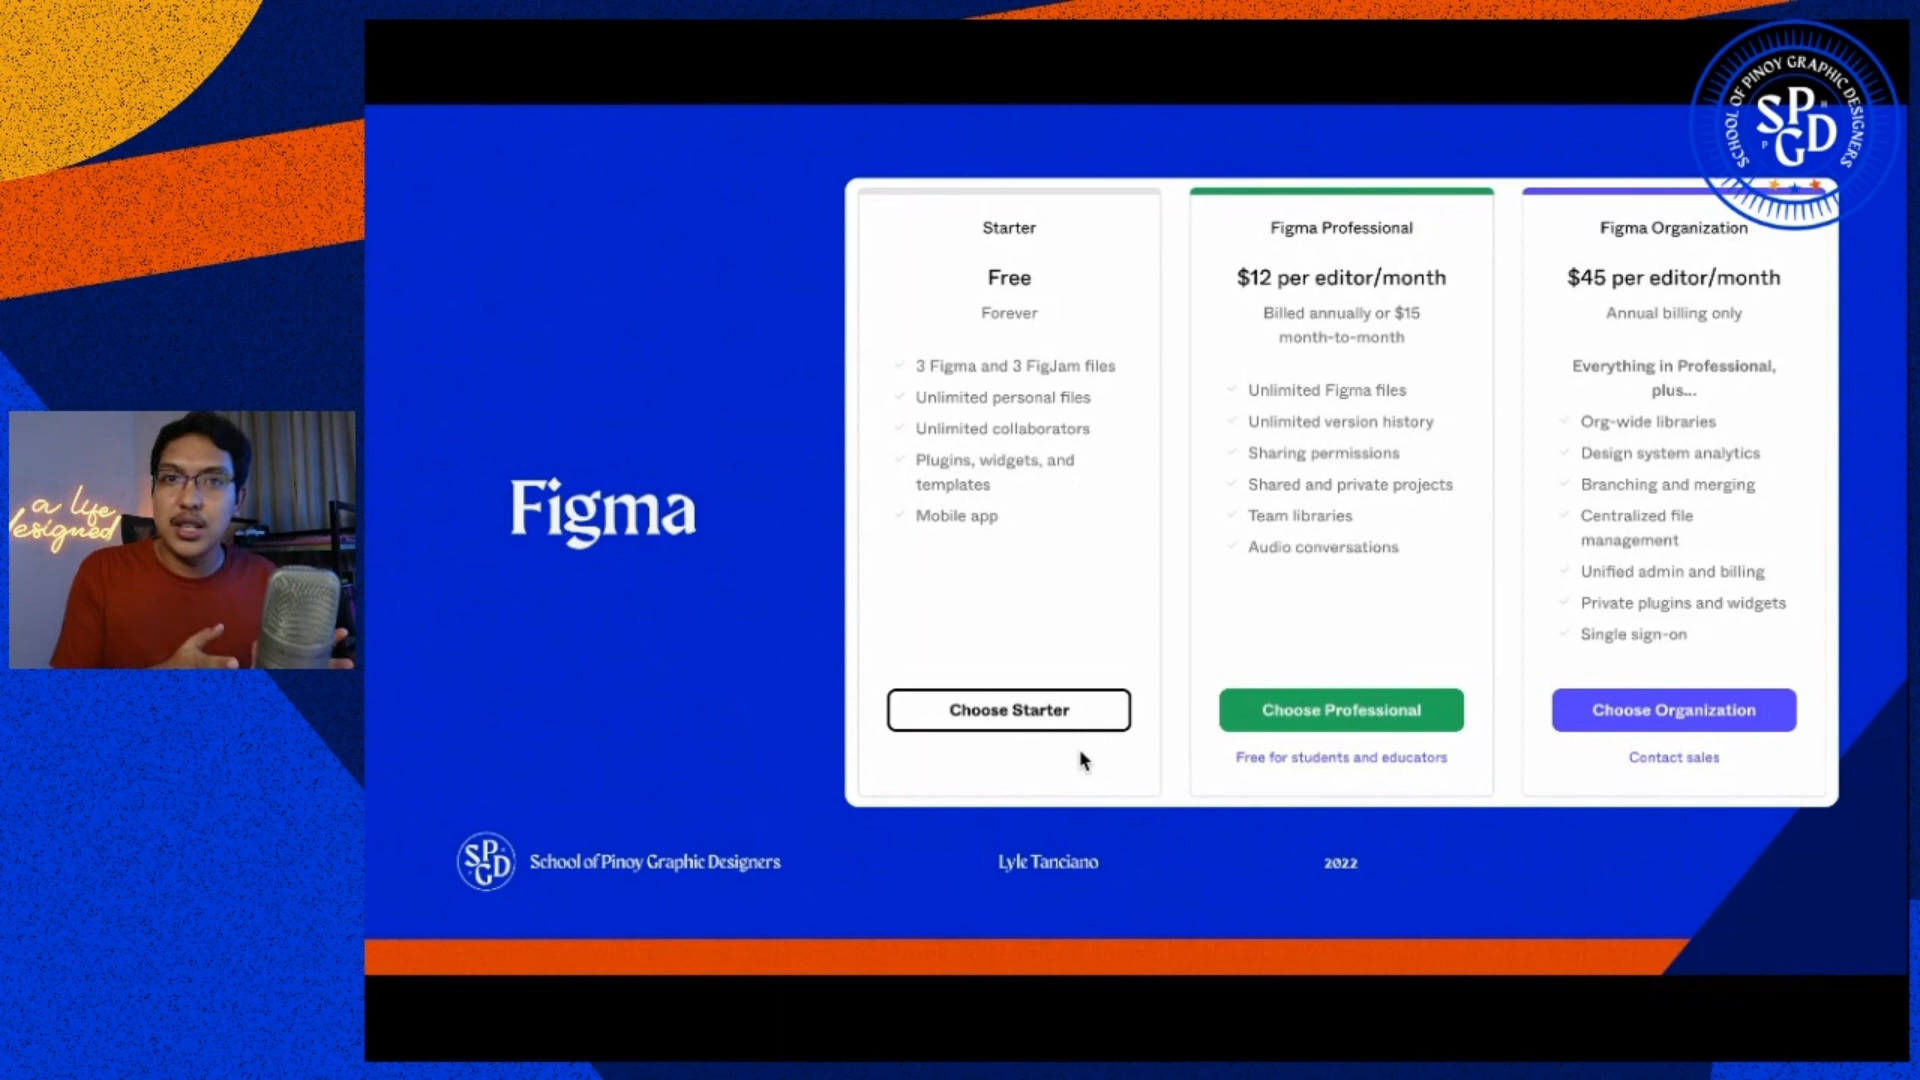 SCHOOL OF PINOY GRAPHIC DESIGNERS
SPGD
PH
a life
designed
Figma
Starter
Free
Forever
3 Figma and 3 FigJam files
Unlimited personal files
Unlimited collaborators
Plugins, widgets, and
templates
Mobile app
Choose Starter
Figma Professional
$12 per editor/month
Billed annually or $15
month-to-month
Unlimited Figma files
Unlimited version history
Sharing permissions
Shared and private projects
Team libraries
Audio conversations
Choose Professional
Free for students and educators
Figma Organization
$45 per editor/month
Annual billing only
Everything in Professional,
plus...
Org-wide libraries
Design system analytics
Branching and merging
Centralized file
management
Unified admin and billing
Private plugins and widgets
Single sign-on
Choose Organization
Contact sales
SPGD
School of Pinoy Graphic Designers
Lyle Tanciano
2022